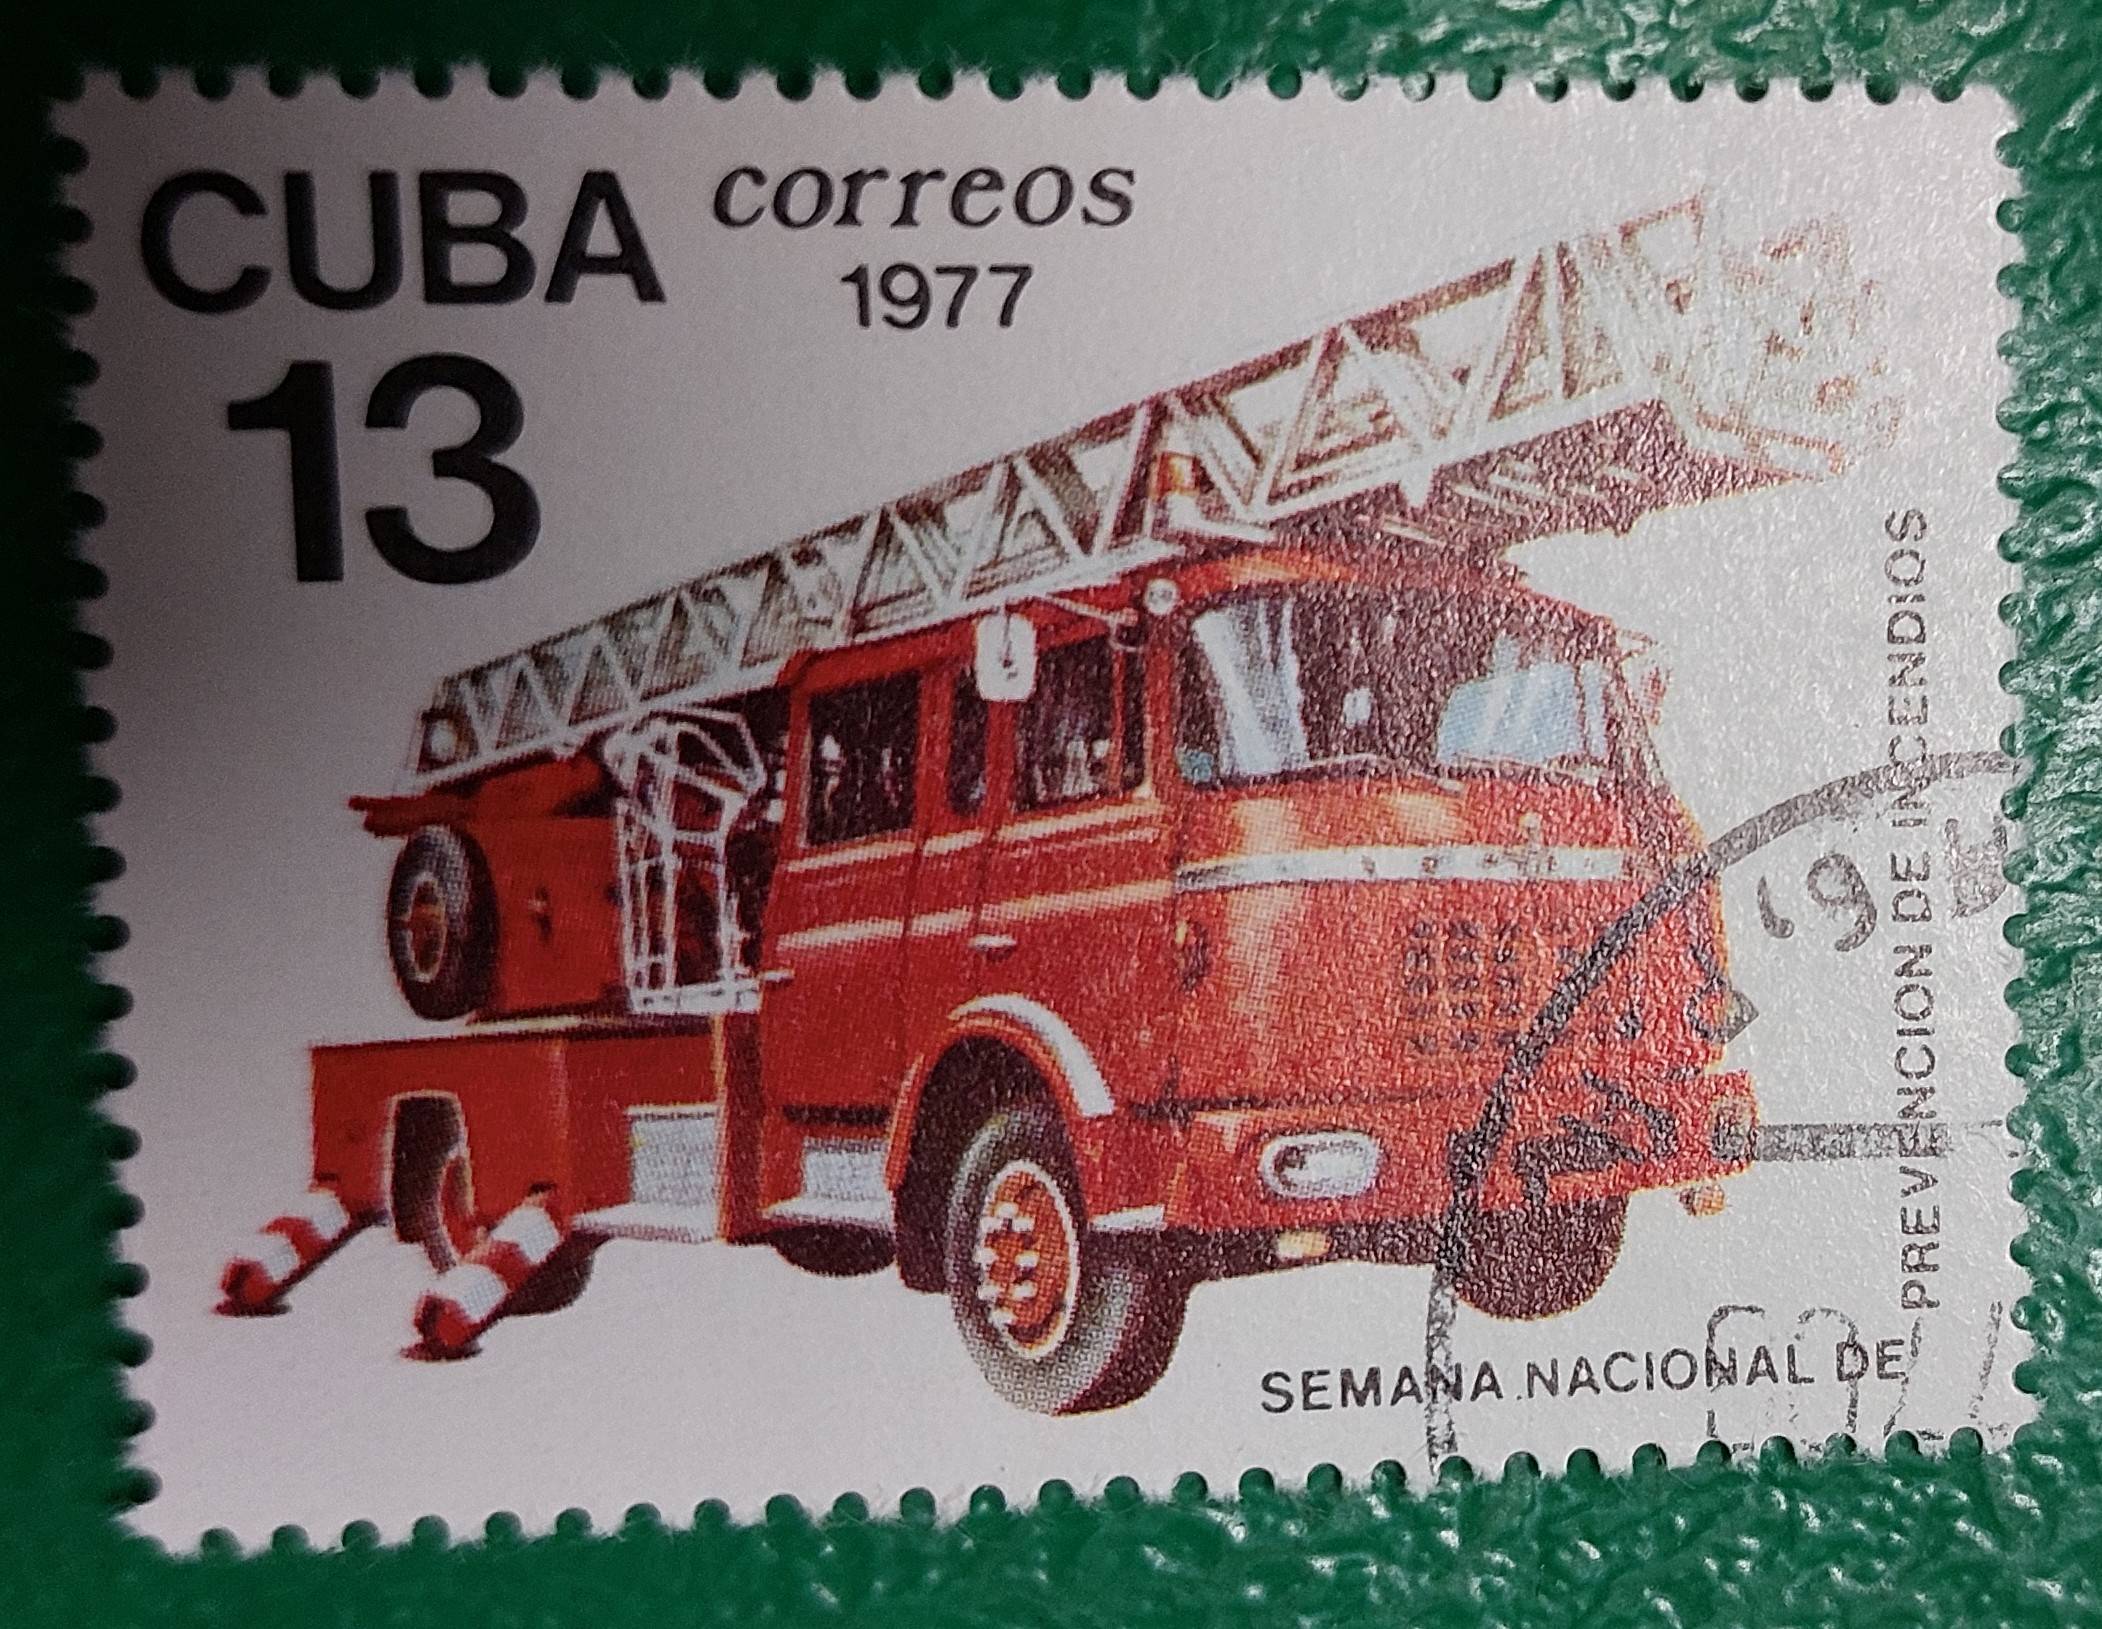 CUBA correos
1977
13
SEMANA NACIONAL DE
PREVENCION DE INCENDIOS